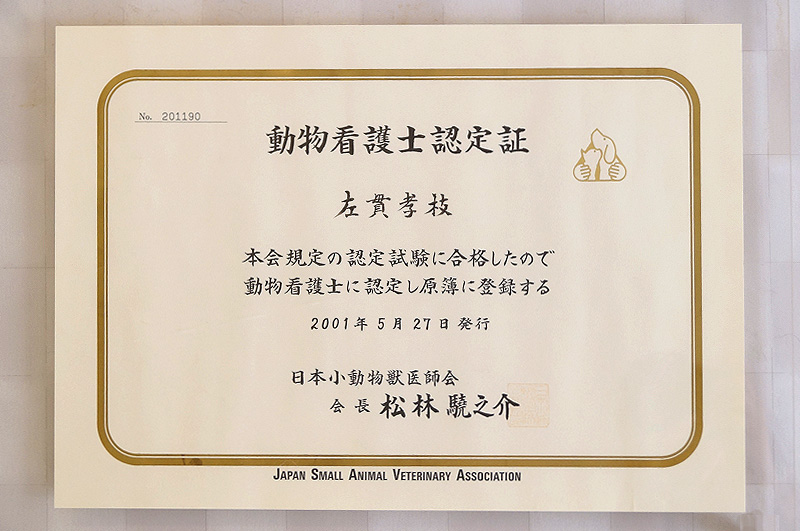 No. 201190
動物看護士認定証
左貫孝枝
本会規定の認定試験に合格したので
動物看護士に認定し原簿に登録する
2001年5月27日発行
日本小動物獣医師会
会長 松林驍之介
JAPAN SMALL ANIMAL VETERINARY ASSOCIATION